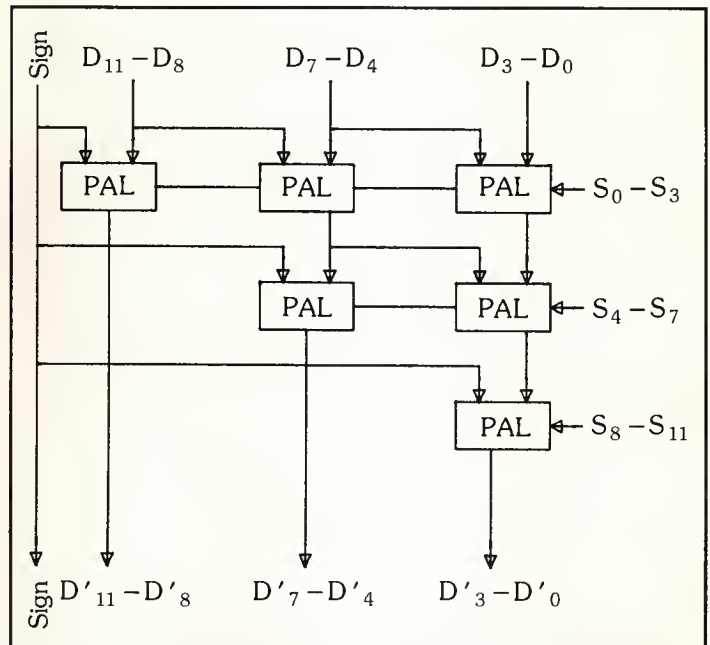 Sign D₁₁ – D₈ D₇ – D₄ D₃ – D₀
PAL PAL PAL S₀ – S₃
PAL PAL S₄ – S₇
PAL S₈ – S₁₁
Sign D'₁₁ – D'₈ D'₇ – D'₄ D'₃ – D'₀